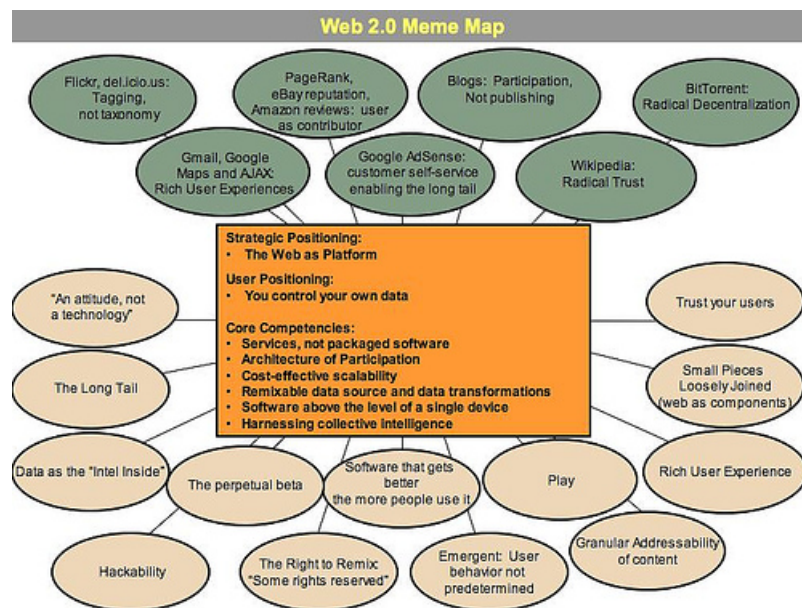 Web 2.0 Meme Map
Flickr, del.icio.us:
Tagging,
not taxonomy
PageRank,
eBay reputation,
Amazon reviews: user
as contributor
Blogs: Participation,
Not publishing
BitTorrent:
Radical Decentralization
Gmail, Google
Maps and AJAX:
Rich User Experiences
Google AdSense:
customer self-service
enabling the long tail
Wikipedia:
Radical Trust
Strategic Positioning:
• The Web as Platform
User Positioning:
• You control your own data
Core Competencies:
• Services, not packaged software
• Architecture of Participation
• Cost-effective scalability
• Remixable data source and data transformations
• Software above the level of a single device
• Harnessing collective intelligence
"An attitude, not
a technology"
Trust your users
The Long Tail
Small Pieces
Loosely Joined
(web as components)
Data as the "Intel Inside"
The perpetual beta
Software that gets
better
the more people use it
Play
Rich User Experience
Hackability
The Right to Remix:
"Some rights reserved"
Emergent: User
behavior not
predetermined
Granular Addressability
of content